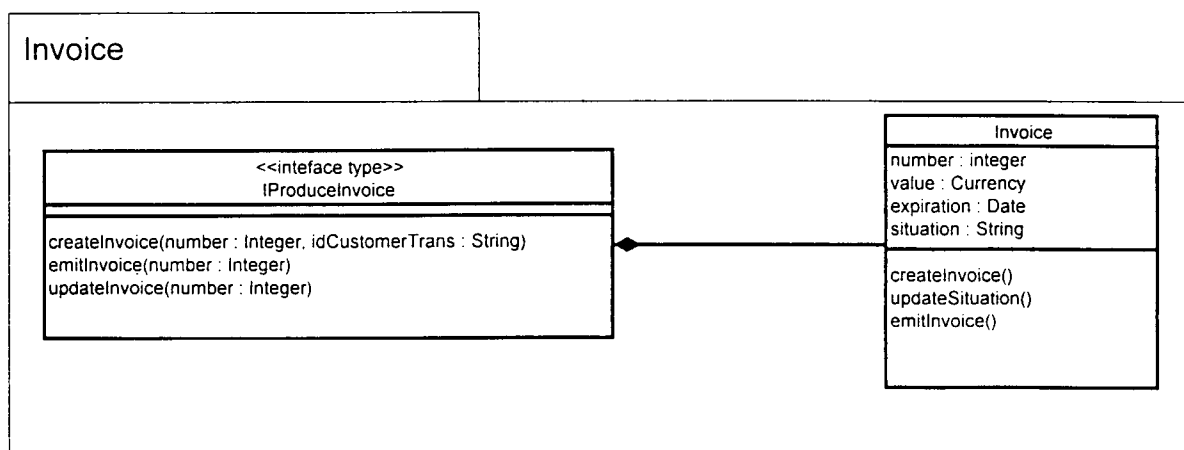 Invoice
<<inteface type>>
IProduceInvoice
createInvoice(number : Integer, idCustomerTrans : String)
emitInvoice(number : Integer)
updateInvoice(number : Integer)
Invoice
number : integer
value : Currency
expiration : Date
situation : String
createInvoice()
updateSituation()
emitInvoice()